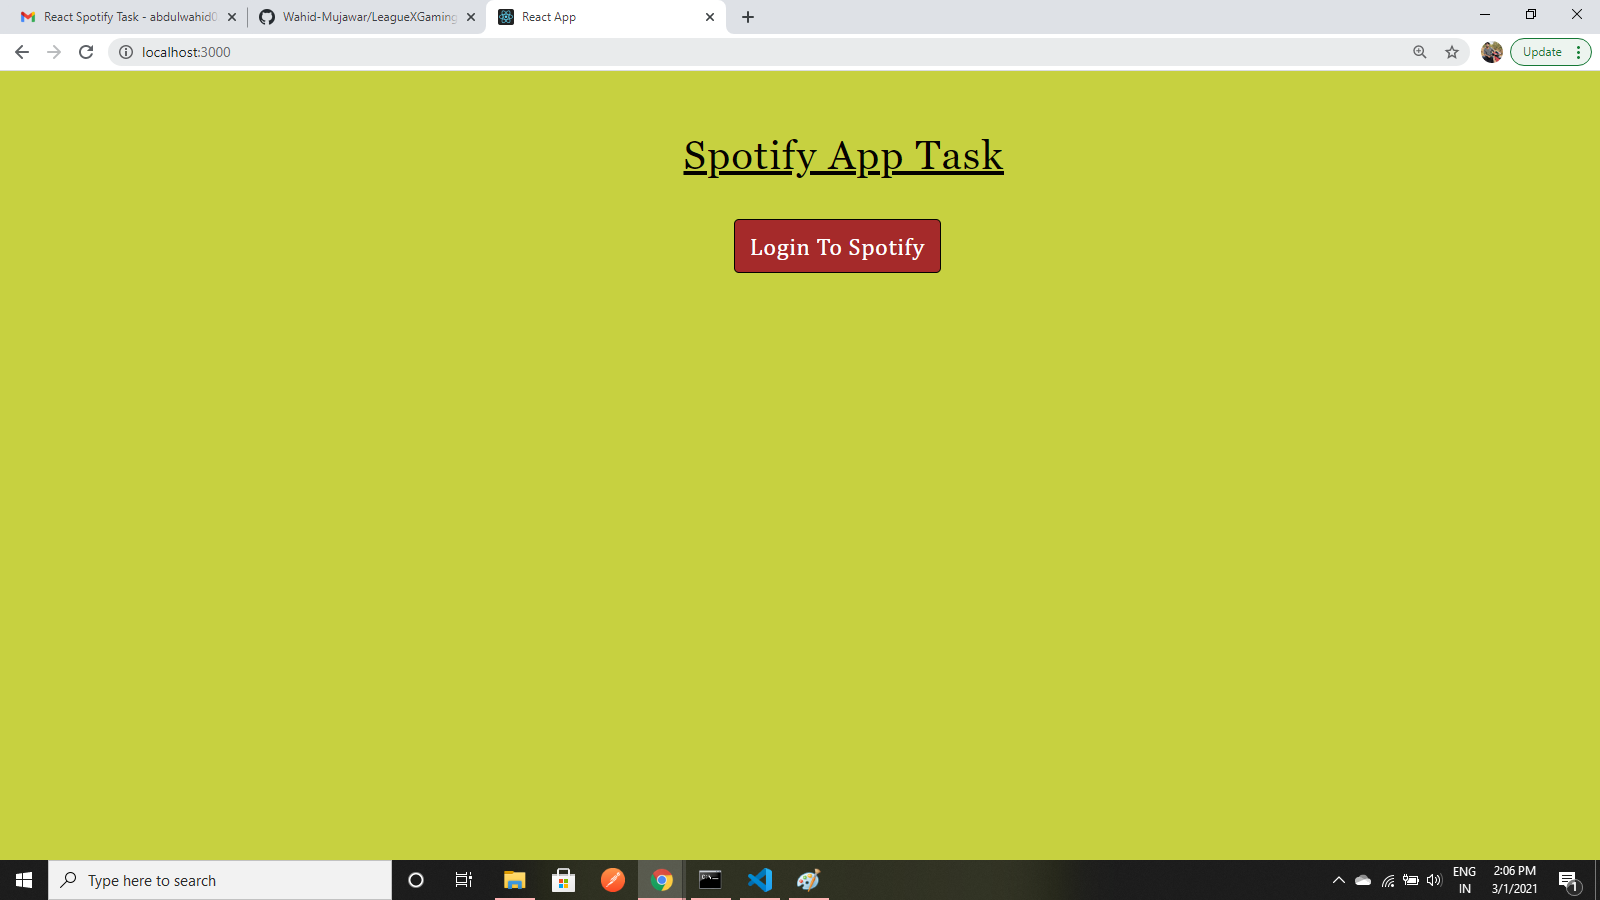 React Spotify Task - abdulwahid0
Wahid-Mujawar/LeagueXGaming
React App
localhost:3000
Update
Spotify App Task
Login To Spotify
Type here to search
ENG
IN
2:06 PM
3/1/2021
1